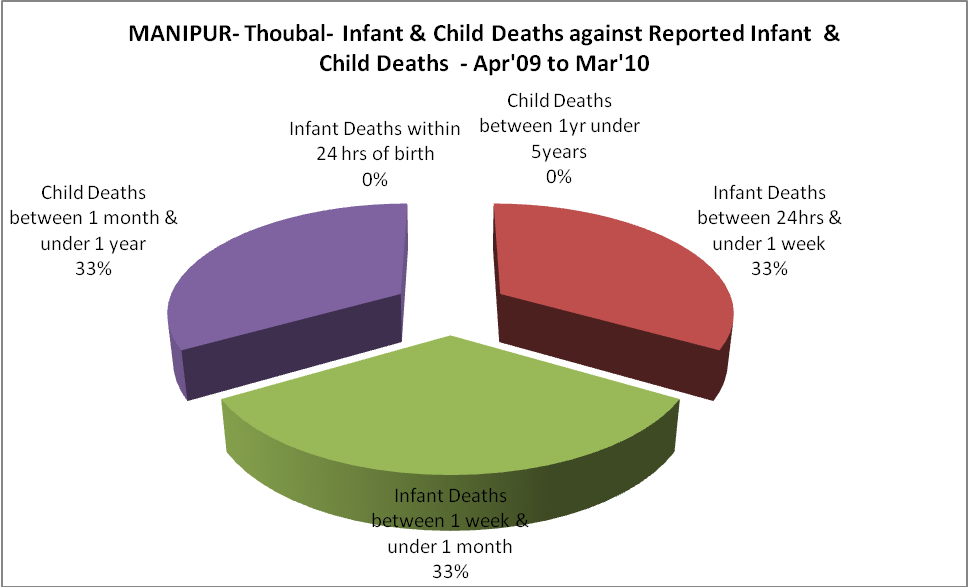 MANIPUR- Thoubal- Infant & Child Deaths against Reported Infant &
Child Deaths - Apr'09 to Mar'10
Child Deaths
between 1yr under
5years
0%
Infant Deaths within
24 hrs of birth
0%
Child Deaths
between 1 month &
under 1 year
33%
Infant Deaths
between 24hrs &
under 1 week
33%
Infant Deaths
between 1 week &
under 1 month
33%